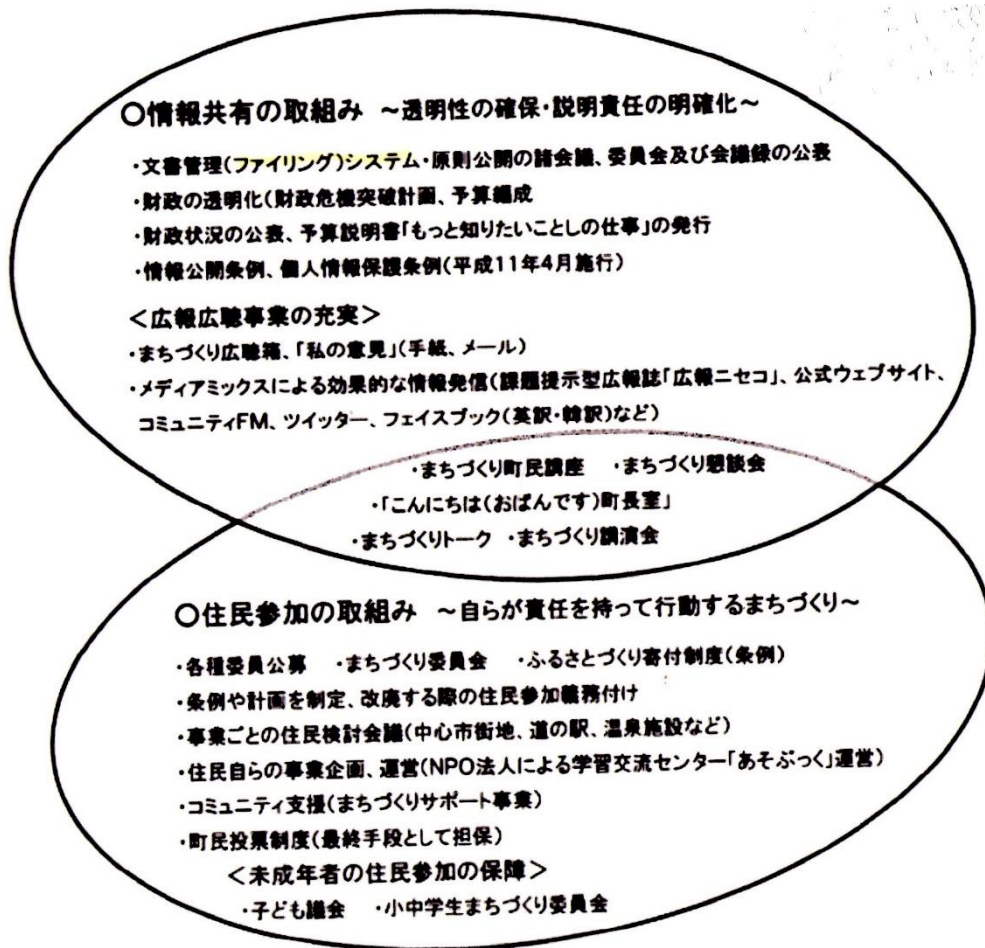 ○情報共有の取組み ～透明性の確保・説明責任の明確化～
・文書管理(ファイリング)システム・原則公開の諸会議、委員会及び会議録の公表
・財政の透明化(財政危機突破計画、予算編成
・財政状況の公表、予算説明書「もっと知りたいことしの仕事」の発行
・情報公開条例、個人情報保護条例(平成11年4月施行)
＜広報広聴事業の充実＞
・まちづくり広聴箱、「私の意見」(手紙、メール)
・メディアミックスによる効果的な情報発信(課題提示型広報誌「広報ニセコ」、公式ウェブサイト、
コミュニティFM、ツイッター、フェイスブック(英訳・韓訳)など)
・まちづくり町民講座 ・まちづくり懇談会
・「こんにちは(おばんです)町長室」
・まちづくりトーク ・まちづくり講演会
○住民参加の取組み ～自らが責任を持って行動するまちづくり～
・各種委員公募 ・まちづくり委員会 ・ふるさとづくり寄付制度(条例)
・条例や計画を制定、改廃する際の住民参加義務付け
・事業ごとの住民検討会議(中心市街地、道の駅、温泉施設など)
・住民自らの事業企画、運営(NPO法人による学習交流センター「あそぶっく」運営)
・コミュニティ支援(まちづくりサポート事業)
・町民投票制度(最終手段として担保)
＜未成年者の住民参加の保障＞
・子ども議会 ・小中学生まちづくり委員会